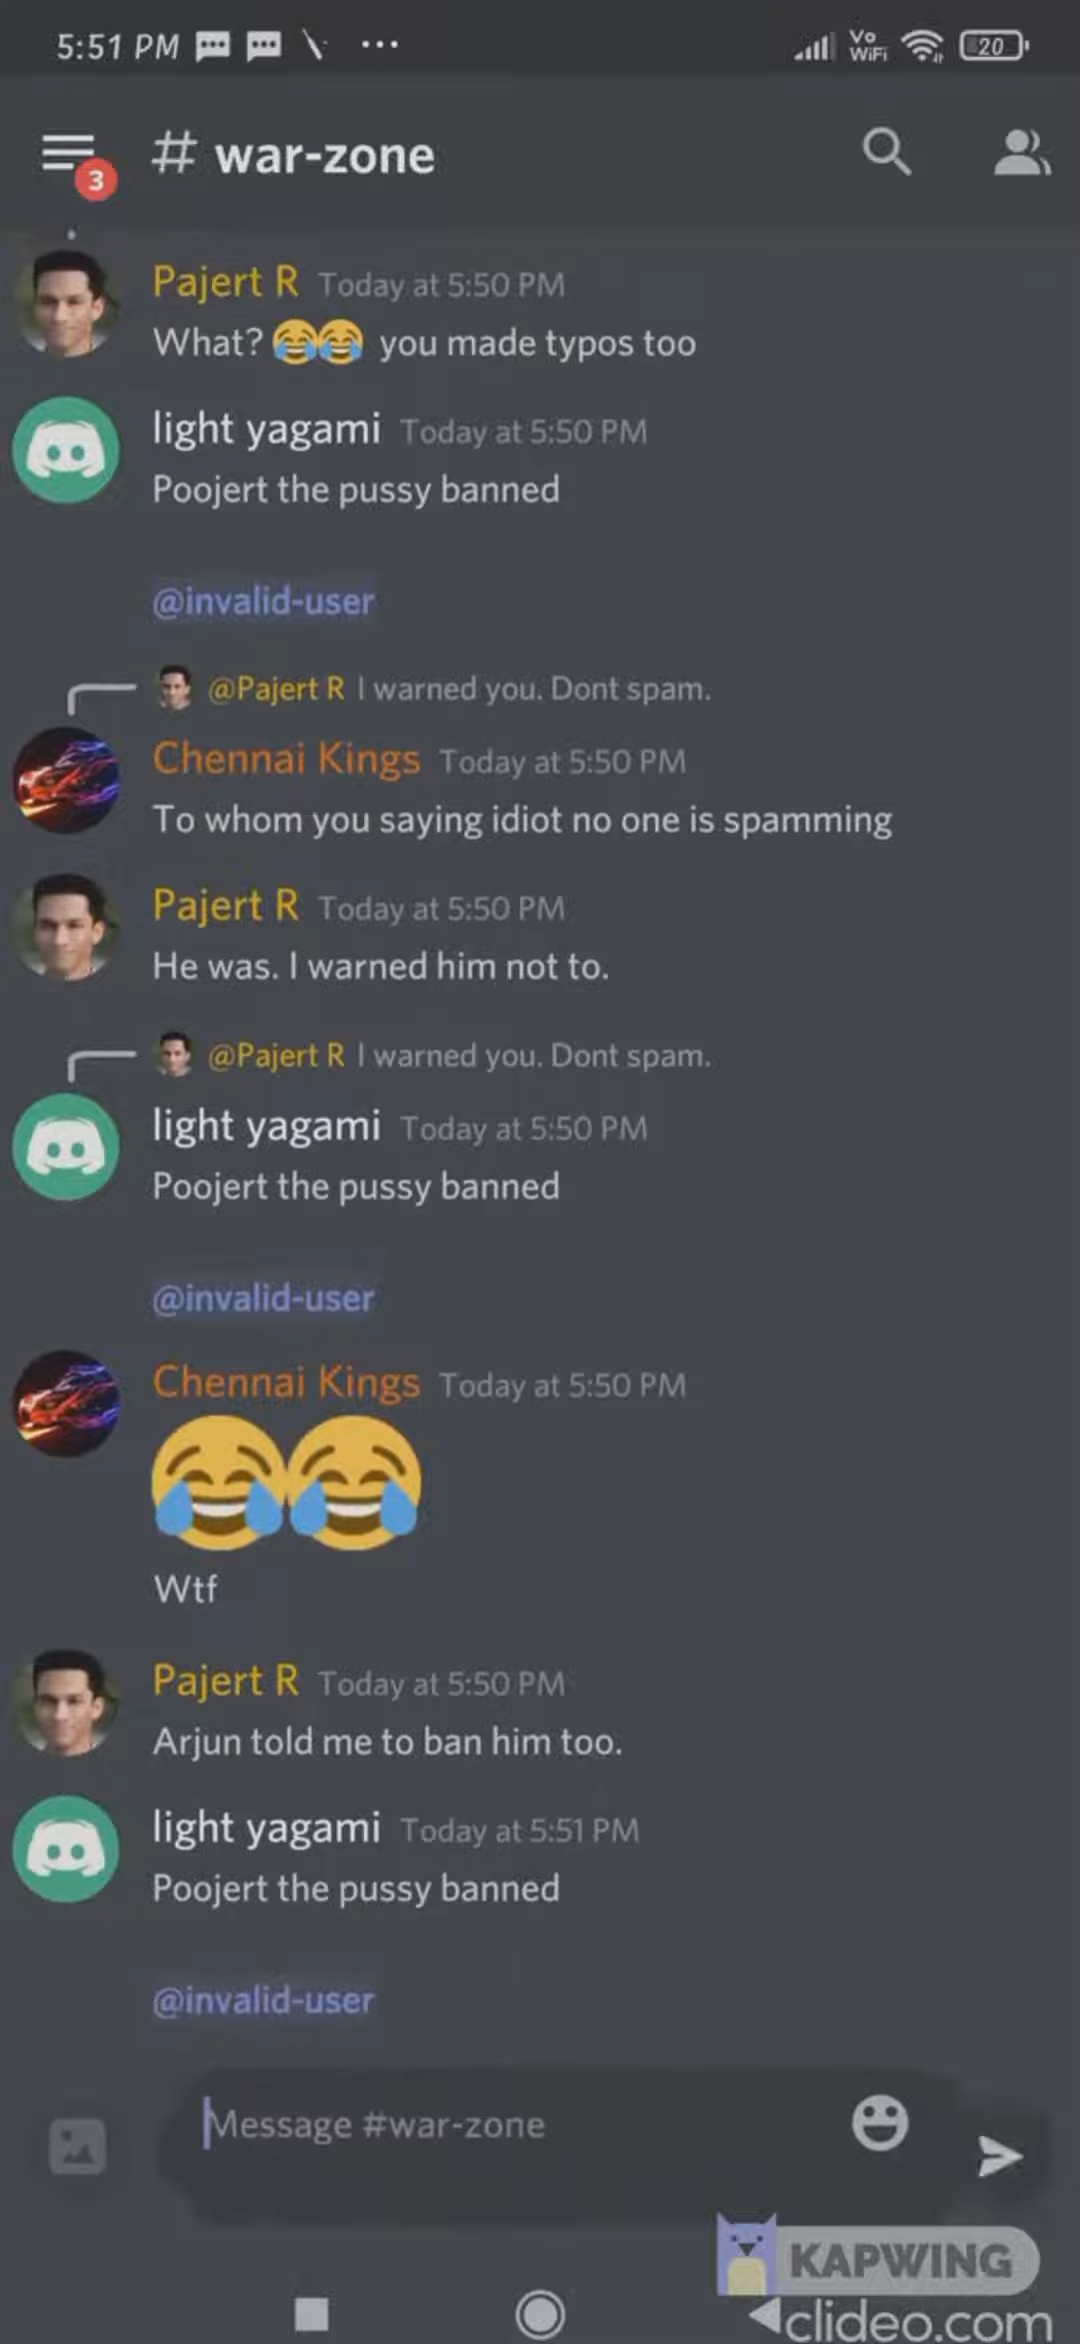 5:51 PM
Vo
WiFi
20
3
# war-zone
Pajert R Today at 5:50 PM
What? 😂😂 you made typos too
light yagami Today at 5:50 PM
Poojert the pussy banned
@invalid-user
@Pajert R I warned you. Dont spam.
Chennai Kings Today at 5:50 PM
To whom you saying idiot no one is spamming
Pajert R Today at 5:50 PM
He was. I warned him not to.
@Pajert R I warned you. Dont spam.
light yagami Today at 5:50 PM
Poojert the pussy banned
@invalid-user
Chennai Kings Today at 5:50 PM
😂😂
Wtf
Pajert R Today at 5:50 PM
Arjun told me to ban him too.
light yagami Today at 5:51 PM
Poojert the pussy banned
@invalid-user
Message #war-zone
KAPWING
clideo.com